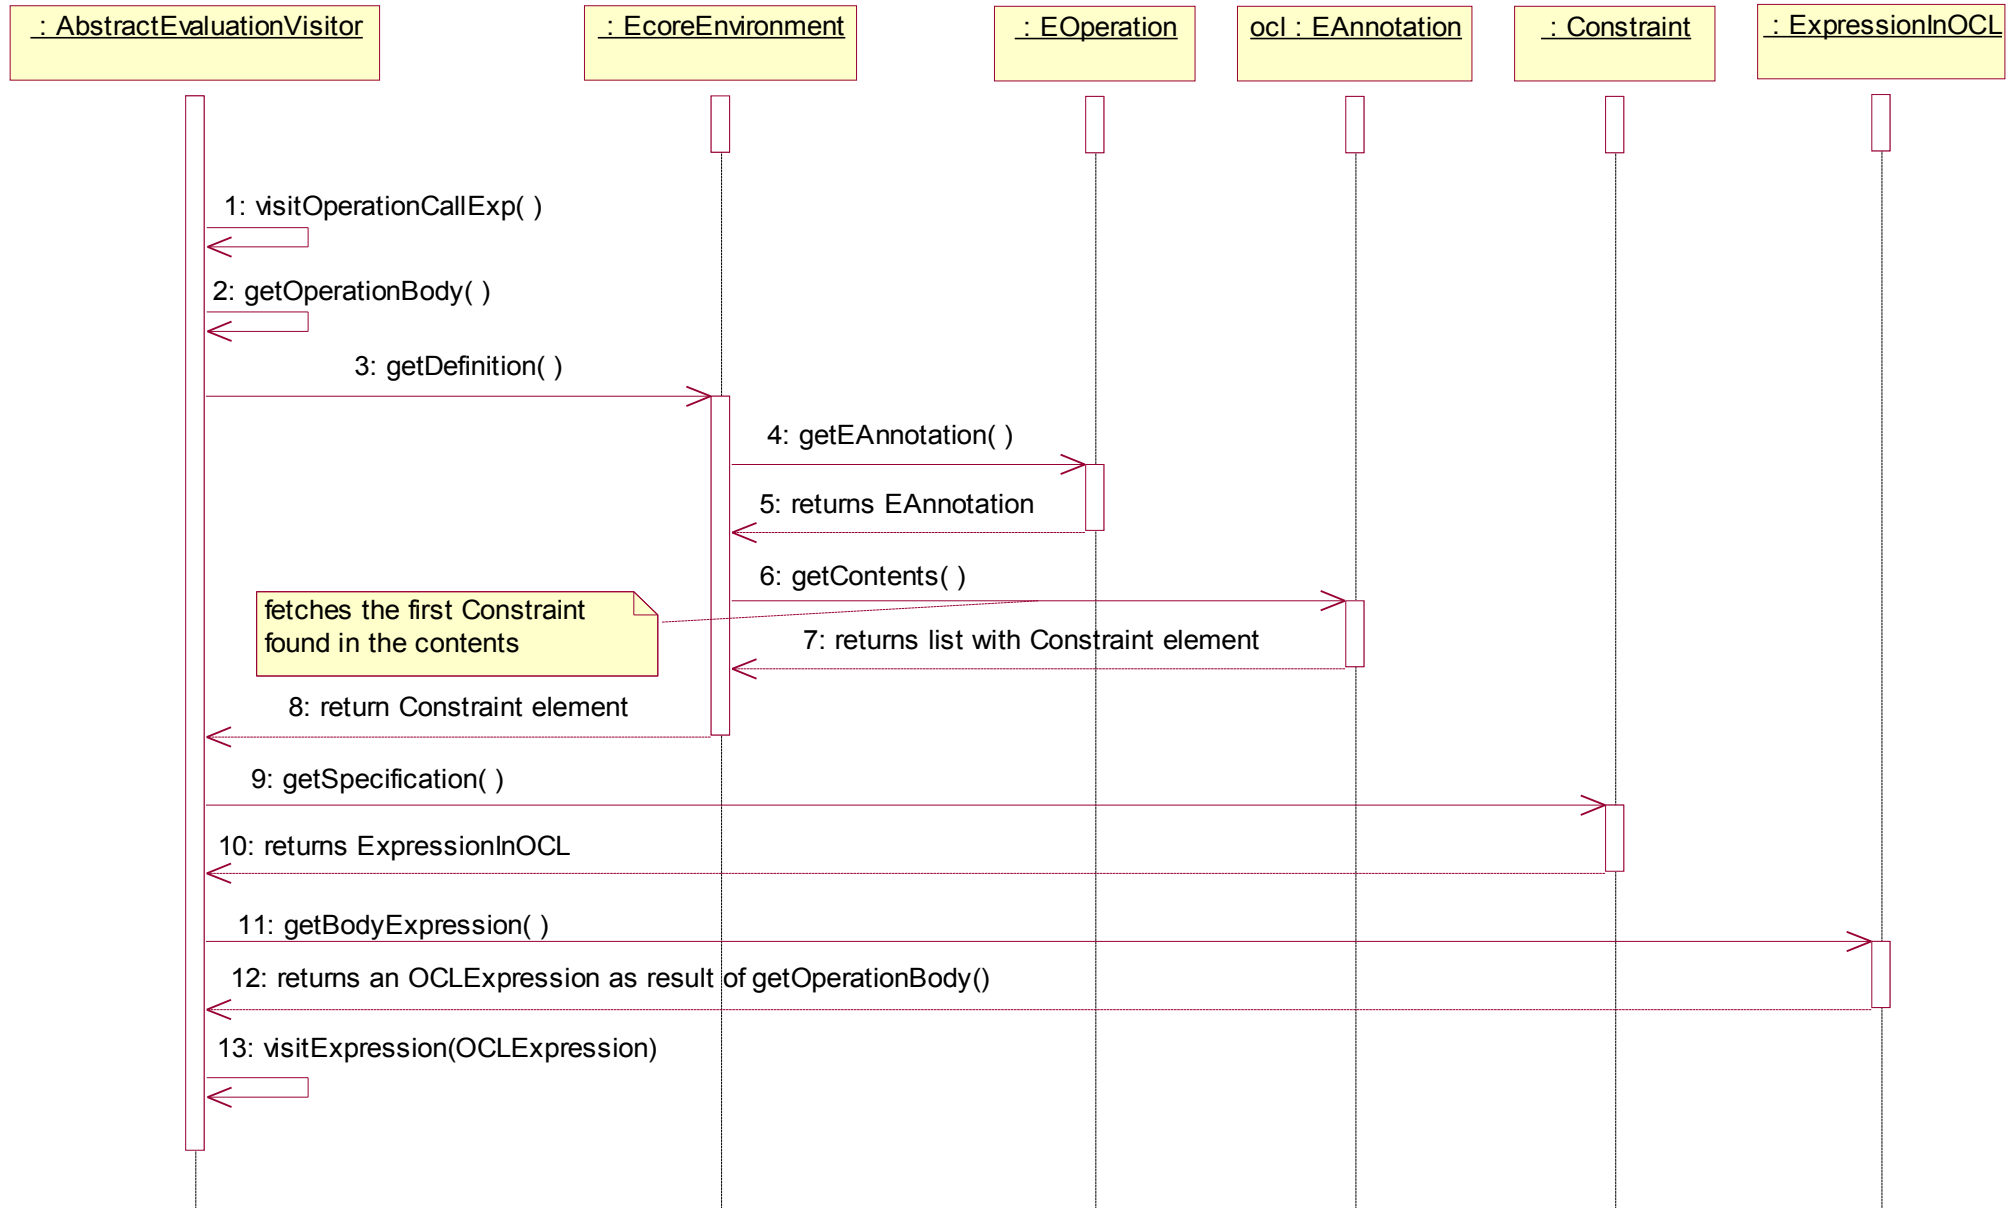 : AbstractEvaluationVisitor
: EcoreEnvironment
: EOperation
ocl : EAnnotation
: Constraint
: ExpressionInOCL
1: visitOperationCallExp( )
2: getOperationBody( )
3: getDefinition( )
4: getEAnnotation( )
5: returns EAnnotation
6: getContents( )
fetches the first Constraint
found in the contents
7: returns list with Constraint element
8: return Constraint element
9: getSpecification( )
10: returns ExpressionInOCL
11: getBodyExpression( )
12: returns an OCLExpression as result of getOperationBody()
13: visitExpression(OCLExpression)